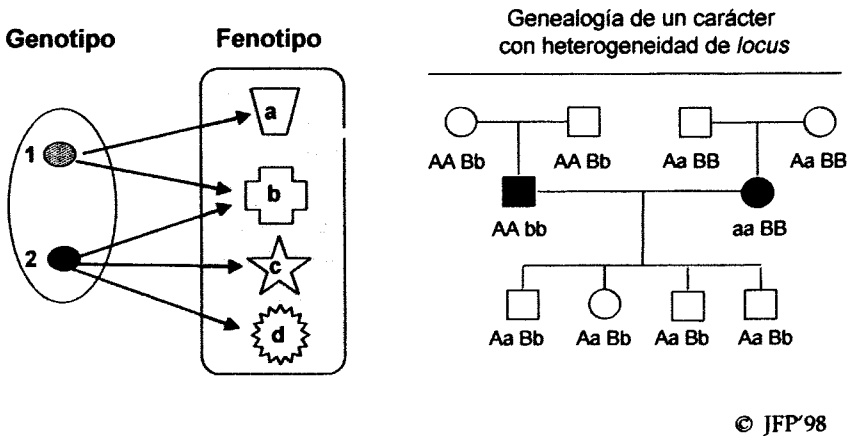 Genotipo
Fenotipo
1
2
a
b
c
d
Genealogía de un carácter
con heterogeneidad de locus
AA Bb
AA Bb
Aa BB
Aa BB
AA bb
aa BB
Aa Bb
Aa Bb
Aa Bb
Aa Bb
© JFP'98